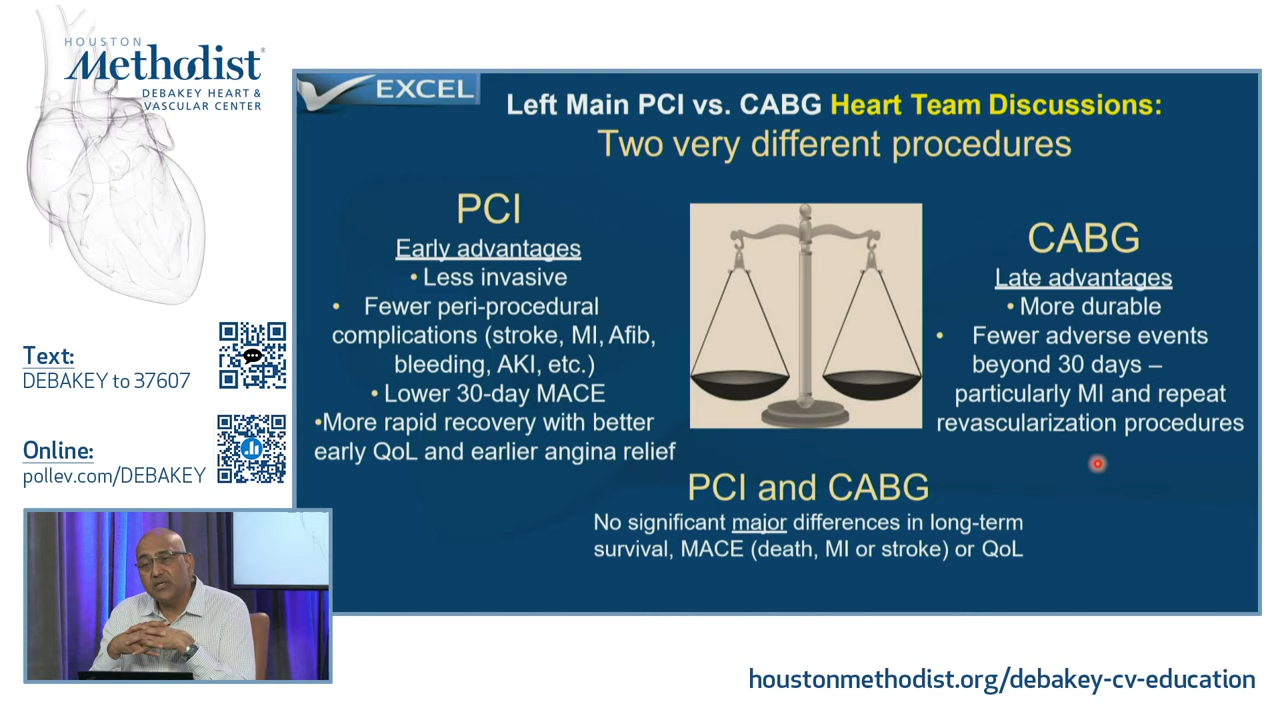 HOUSTON
Methodist®
DEBAKEY HEART &
VASCULAR CENTER
Text:
DEBAKEY to 37607
Online:
pollev.com/DEBAKEY
EXCEL
Left Main PCI vs. CABG Heart Team Discussions:
Two very different procedures
PCI
Early advantages
• Less invasive
• Fewer peri-procedural
complications (stroke, MI, Afib,
bleeding, AKI, etc.)
• Lower 30-day MACE
•More rapid recovery with better
early QoL and earlier angina relief
CABG
Late advantages
• More durable
• Fewer adverse events
beyond 30 days –
particularly MI and repeat
revascularization procedures
PCI and CABG
No significant major differences in long-term
survival, MACE (death, MI or stroke) or QoL
houstonmethodist.org/debakey-cv-education